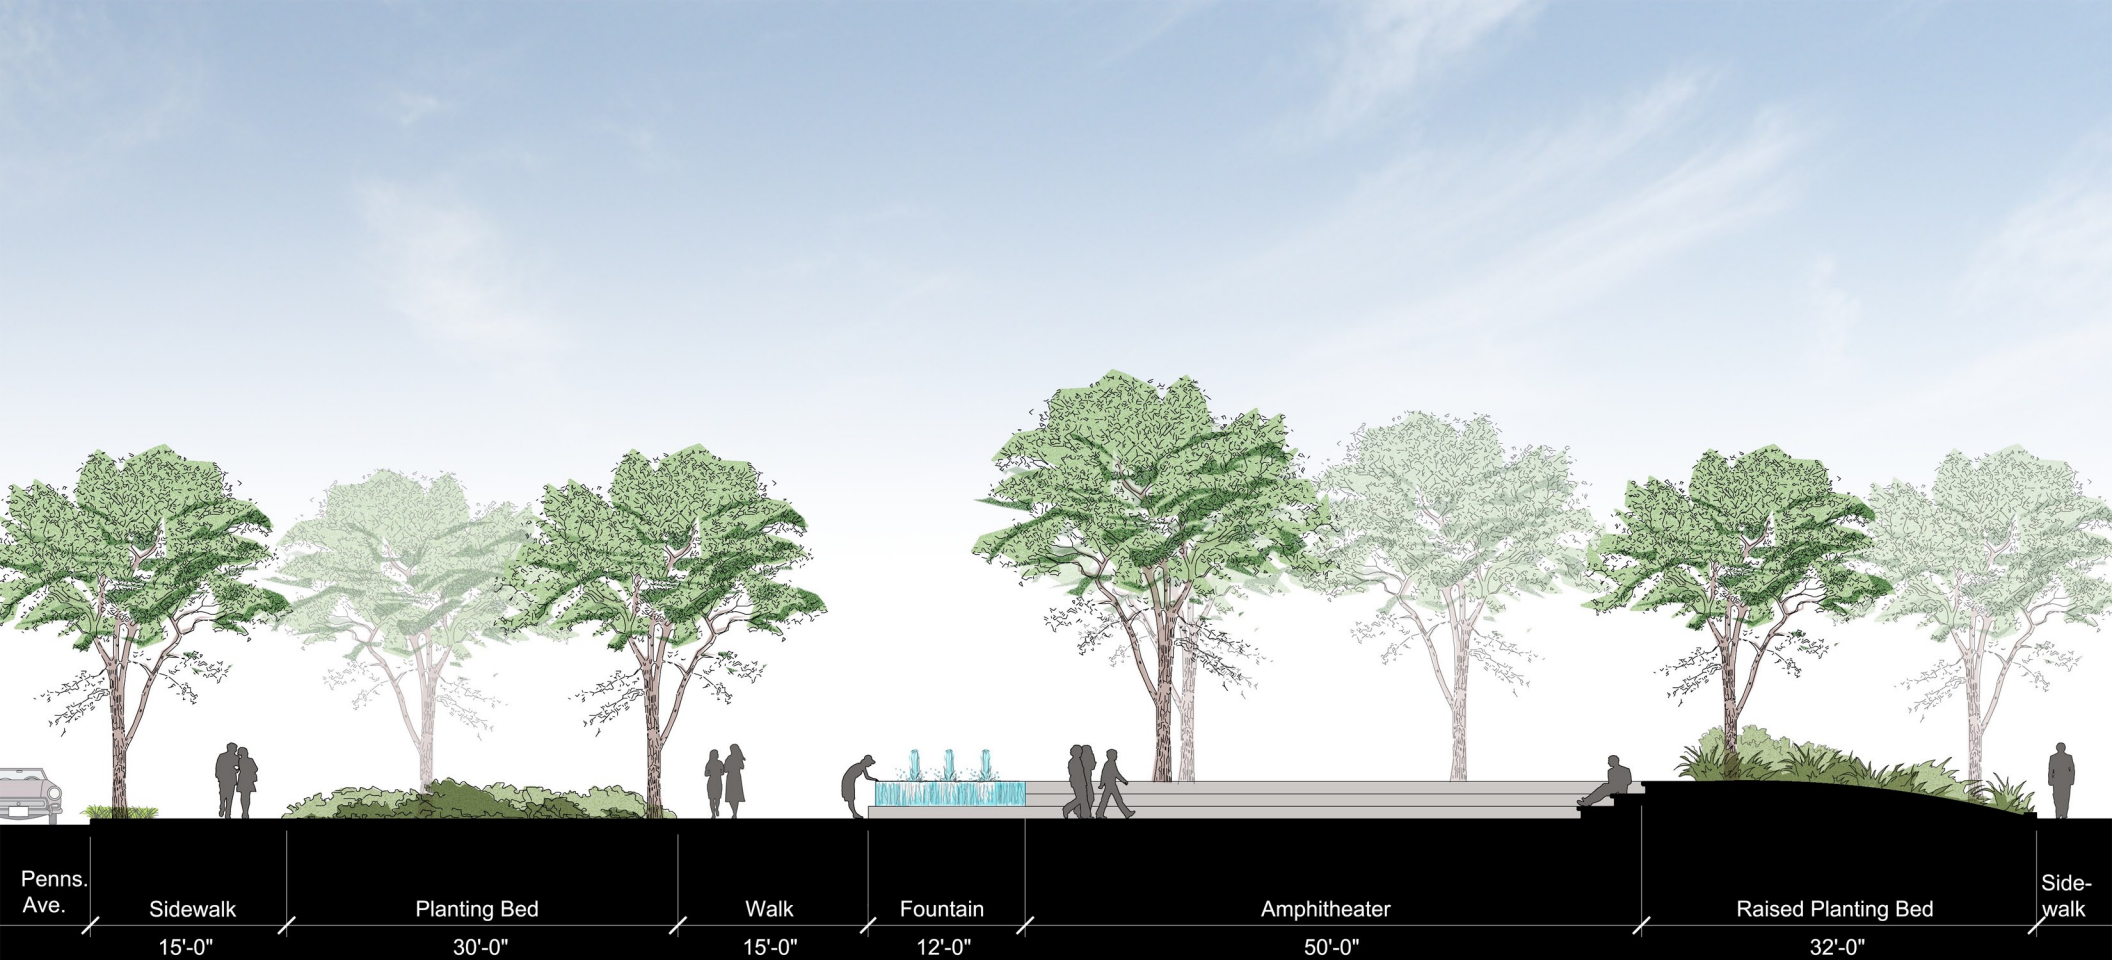 Penns.
Ave.
Sidewalk
Planting Bed
Walk
Fountain
Amphitheater
Raised Planting Bed
Side-
walk
15'-0"
30'-0"
15'-0"
12'-0"
50'-0"
32'-0"